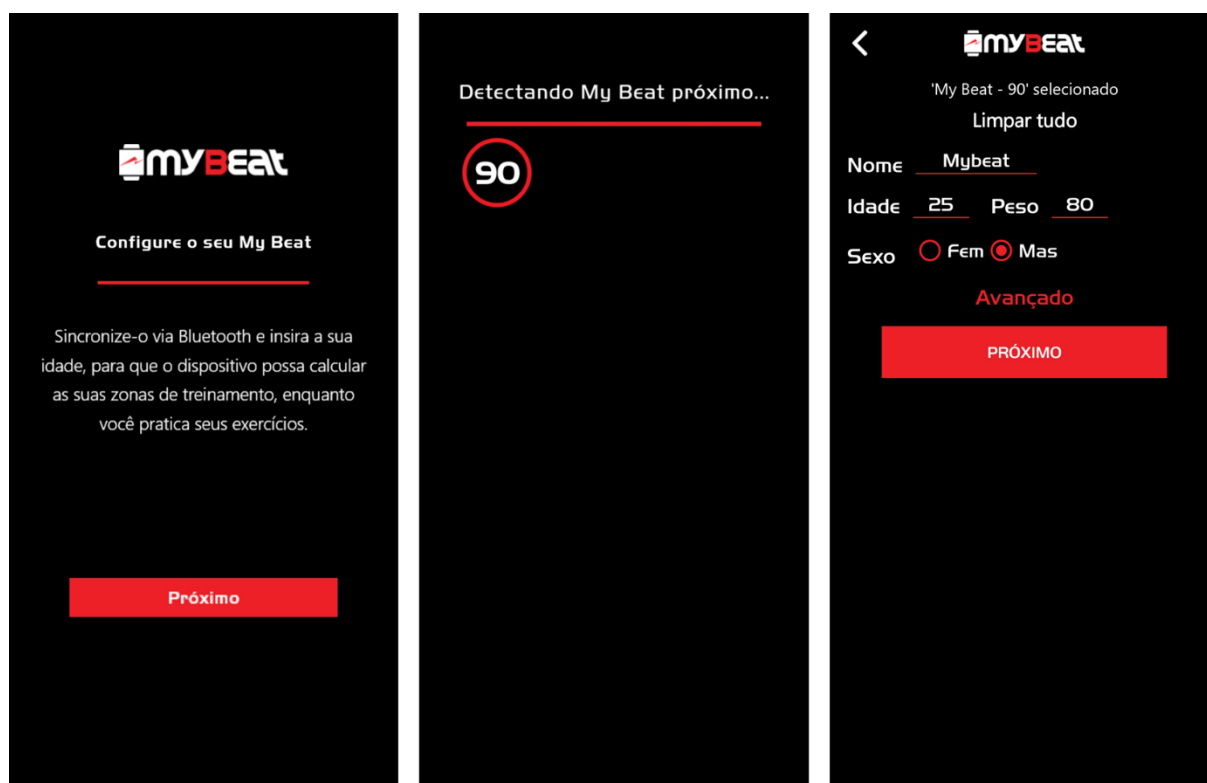 myBEat
Configure o seu My Beat
Sincronize-o via Bluetooth e insira a sua
idade, para que o dispositivo possa calcular
as suas zonas de treinamento, enquanto
você pratica seus exercícios.
Próximo
Detectando My Beat próximo...
90
myBEat
'My Beat - 90' selecionado
Limpar tudo
Nome Mybeat
Idade 25 Peso 80
Sexo Fem Mas
Avançado
PRÓXIMO